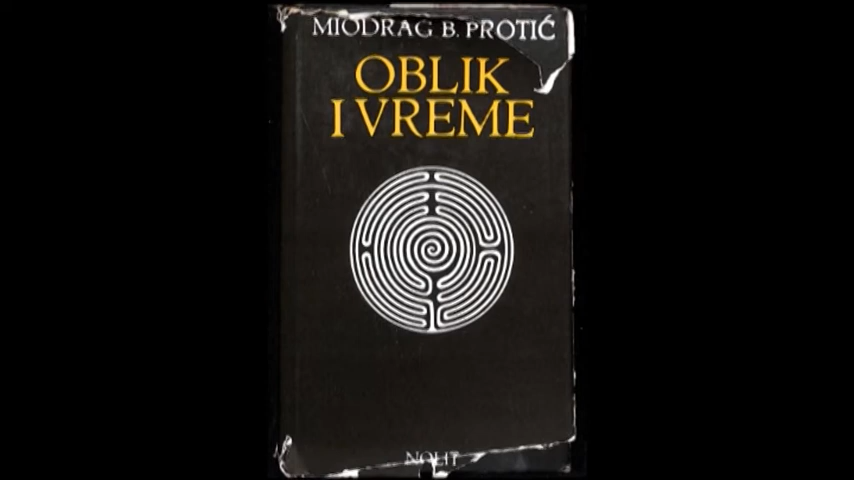 MIODRAG B. PROTIĆ
OBLIK
I VREME
NOLIT